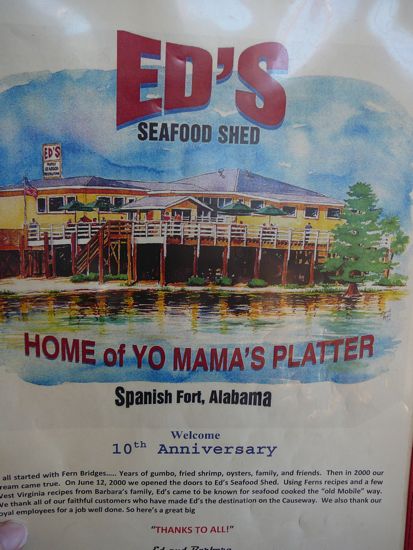 ED'S
SEAFOOD SHED
ED'S
HOME of YO MAMA'S PLATTER
Spanish Fort, Alabama
Welcome
10th Anniversary
all started with Fern Bridges..... Years of gumbo, fried shrimp, oysters, family, and friends. Then in 2000 our
ream came true. On June 12, 2000 we opened the doors to Ed's Seafood Shed. Using Ferns recipes and a few
West Virginia recipes from Barbara's family, Ed's came to be known for seafood cooked the "old Mobile" way.
We thank all of our faithful customers who have made Ed's the destination on the Causeway. We also thank our
oyal employees for a job well done. So here's a great big
"THANKS TO ALL!"
Ed and Barbara